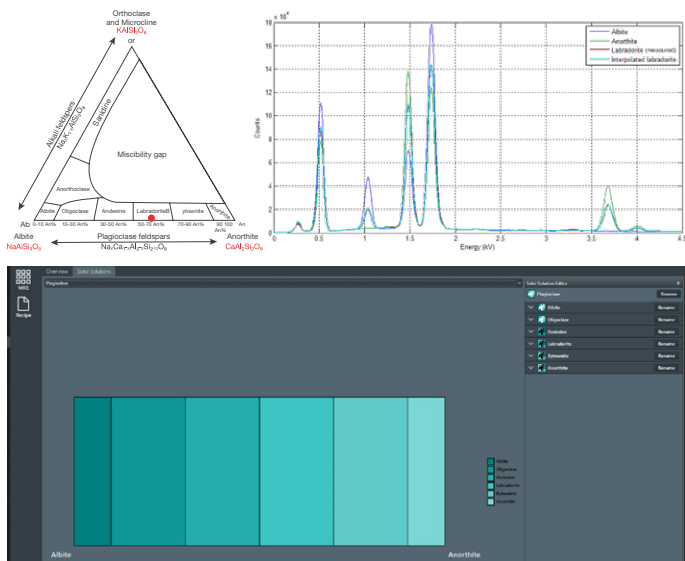 Orthoclase
and Microcline
KAlSi₃O₈
or
Alkali feldspars
Sanidine
Miscibility gap
Anorthoclase
Albite
Oligoclase
Andesine
LabradoriteB
ytownite
Anorthite
Ab
0-10 An%
10-30 An%
30-50 An%
50-70 An%
70-80 An%
90 100
An%
An
Albite
Plagioclase feldspars
Anorthite
NaAlSi₃O₈
CaAl₂Si₂O₈
x 10⁴
18
16
14
12
10
8
6
4
2
0
Counts
0
0.5
1
1.5
2
2.5
3
3.5
4
4.5
Energy (kV)
Albite
Anorthite
Labradorite (measured)
Interpolated labradorite
MRE
Recipe
Overview
Solid Solutions
Plagioclase
Solid Solution Editor
Plagioclase
Rename
Albite
Rename
Oligoclase
Rename
Andesine
Rename
Labradorite
Rename
Bytownite
Rename
Anorthite
Rename
Albite
Oligoclase
Andesine
Labradorite
Bytownite
Anorthite
Albite
Anorthite